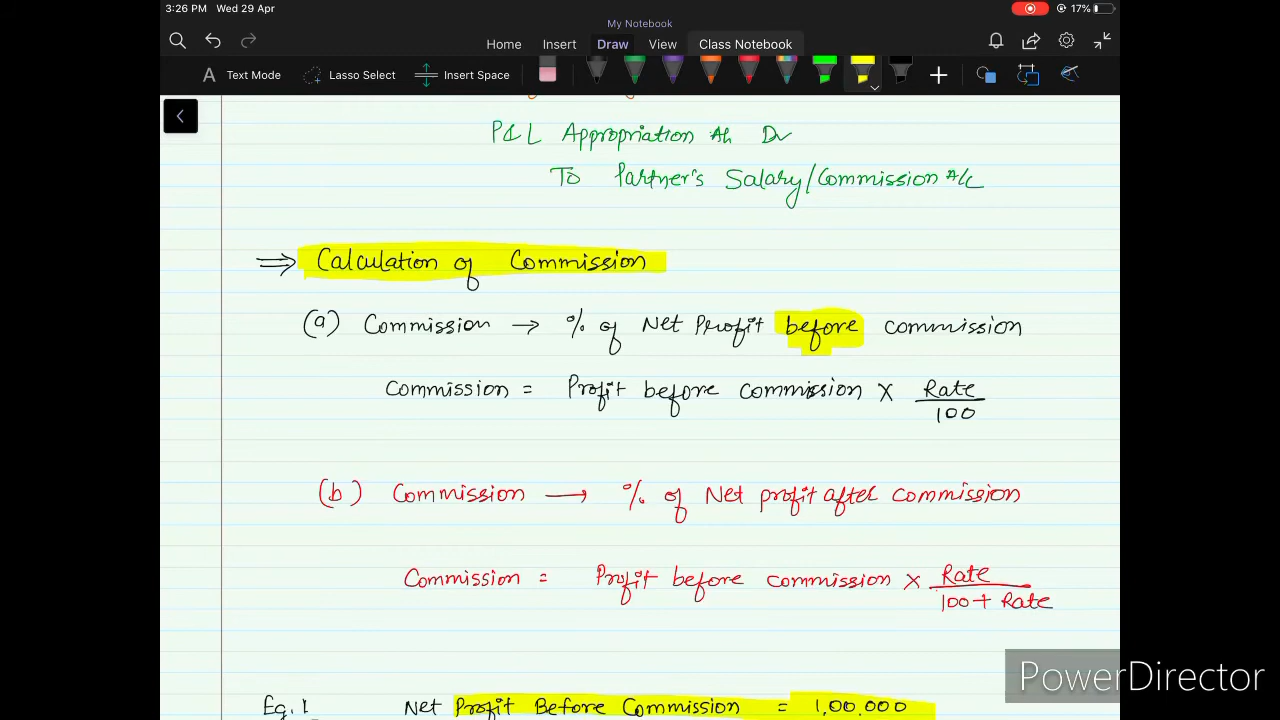 3:26 PM Wed 29 Apr
17%
My Notebook
Home Insert Draw View Class Notebook
Text Mode Lasso Select Insert Space
P&L Appropriation A/c Dr
To Partner's Salary/Commission A/c
⇒ Calculation of Commission
(a) Commission → % of Net Profit before commission
Commission = Profit before commission X Rate
100
(b) Commission → % of Net profit after commission
Commission = Profit before commission X Rate
100+ Rate
Eg.1 Net Profit Before Commission = 1,00,000
PowerDirector